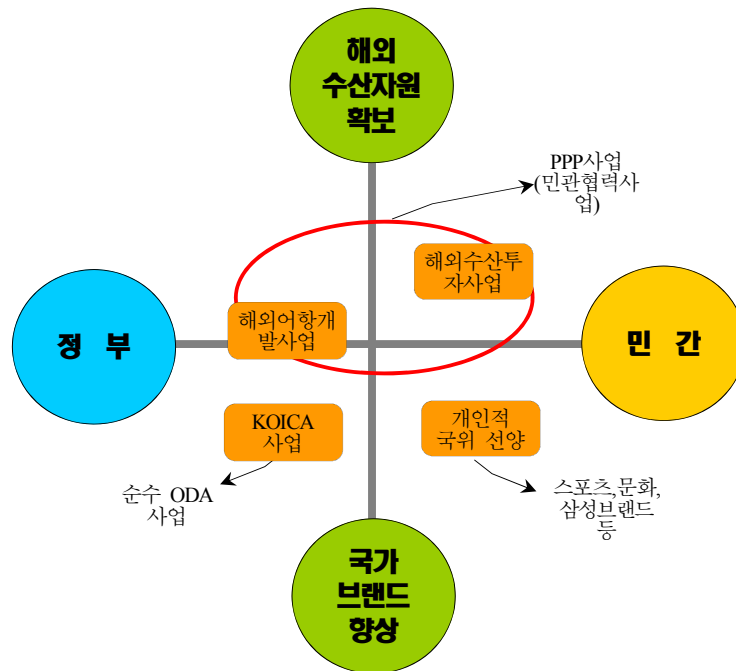 해외
수산자원
확보
PPP사업
(민관협력사
업)
해외수산투
자사업
해외어항개
발사업
정 부
민 간
KOICA
사업
개인적
국위 선양
순수 ODA
사업
스포츠,문화,
삼성브랜드
등
국가
브랜드
향상